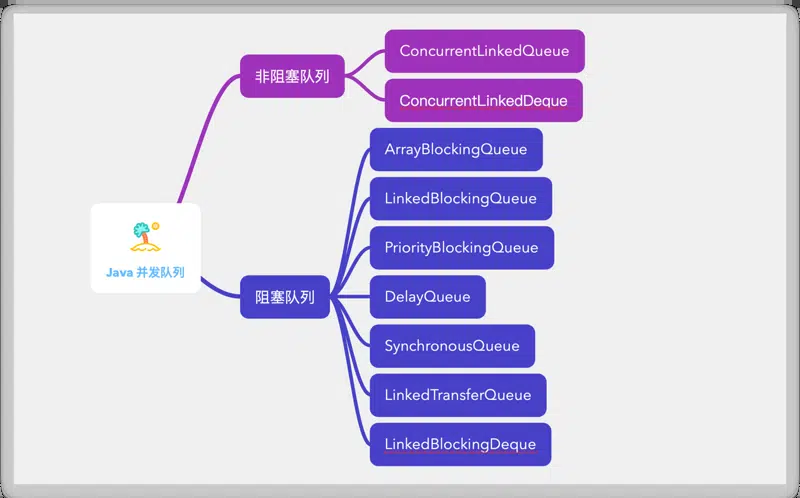 Java 并发队列
非阻塞队列
ConcurrentLinkedQueue
ConcurrentLinkedDeque
阻塞队列
ArrayBlockingQueue
LinkedBlockingQueue
PriorityBlockingQueue
DelayQueue
SynchronousQueue
LinkedTransferQueue
LinkedBlockingDeque